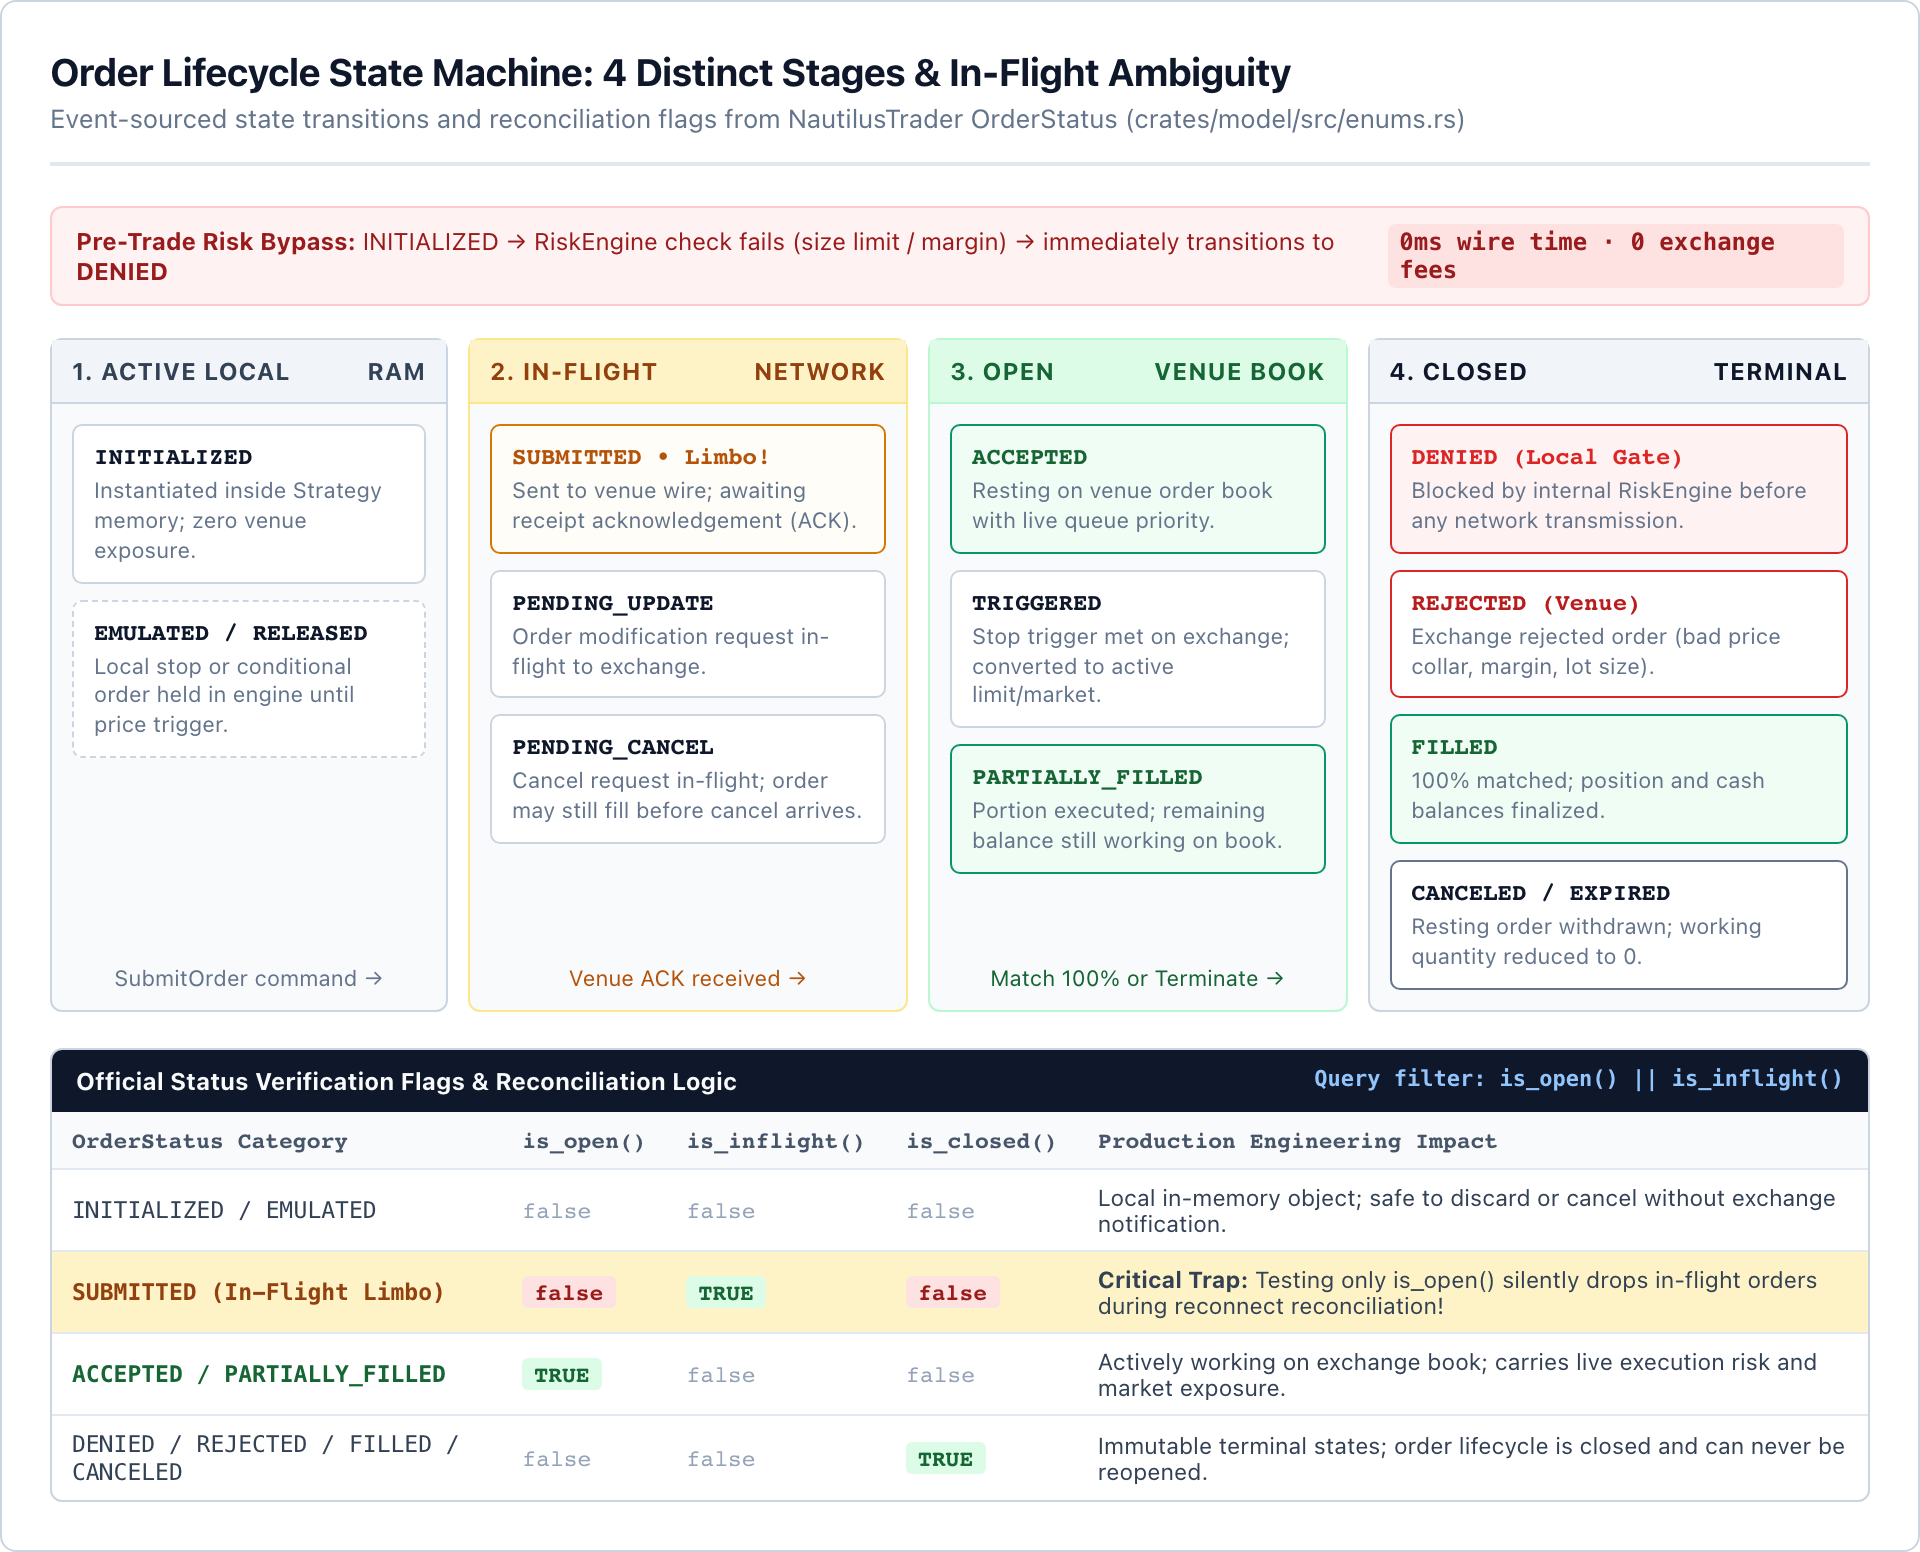 Order Lifecycle State Machine: 4 Distinct Stages & In-Flight Ambiguity
Event-sourced state transitions and reconciliation flags from NautilusTrader OrderStatus (crates/model/src/enums.rs)
Pre-Trade Risk Bypass: INITIALIZED → RiskEngine check fails (size limit / margin) → immediately transitions to
DENIED
0ms wire time · 0 exchange
fees
1. ACTIVE LOCAL RAM
INITIALIZED
Instantiated inside Strategy
memory; zero venue
exposure.
EMULATED / RELEASED
Local stop or conditional
order held in engine until
price trigger.
SubmitOrder command →
2. IN-FLIGHT NETWORK
SUBMITTED • Limbo!
Sent to venue wire; awaiting
receipt acknowledgement (ACK).
PENDING_UPDATE
Order modification request in-
flight to exchange.
PENDING_CANCEL
Cancel request in-flight; order
may still fill before cancel arrives.
Venue ACK received →
3. OPEN VENUE BOOK
ACCEPTED
Resting on venue order book
with live queue priority.
TRIGGERED
Stop trigger met on exchange;
converted to active
limit/market.
PARTIALLY_FILLED
Portion executed; remaining
balance still working on book.
Match 100% or Terminate →
4. CLOSED TERMINAL
DENIED (Local Gate)
Blocked by internal RiskEngine before
any network transmission.
REJECTED (Venue)
Exchange rejected order (bad price
collar, margin, lot size).
FILLED
100% matched; position and cash
balances finalized.
CANCELED / EXPIRED
Resting order withdrawn; working
quantity reduced to 0.
Official Status Verification Flags & Reconciliation Logic
Query filter: is_open() || is_inflight()
OrderStatus Category is_open() is_inflight() is_closed() Production Engineering Impact
INITIALIZED / EMULATED false false false Local in-memory object; safe to discard or cancel without exchange
notification.
SUBMITTED (In-Flight Limbo) false TRUE false Critical Trap: Testing only is_open() silently drops in-flight orders
during reconnect reconciliation!
ACCEPTED / PARTIALLY_FILLED TRUE false false Actively working on exchange book; carries live execution risk and
market exposure.
DENIED / REJECTED / FILLED /
CANCELED false false TRUE Immutable terminal states; order lifecycle is closed and can never be
reopened.